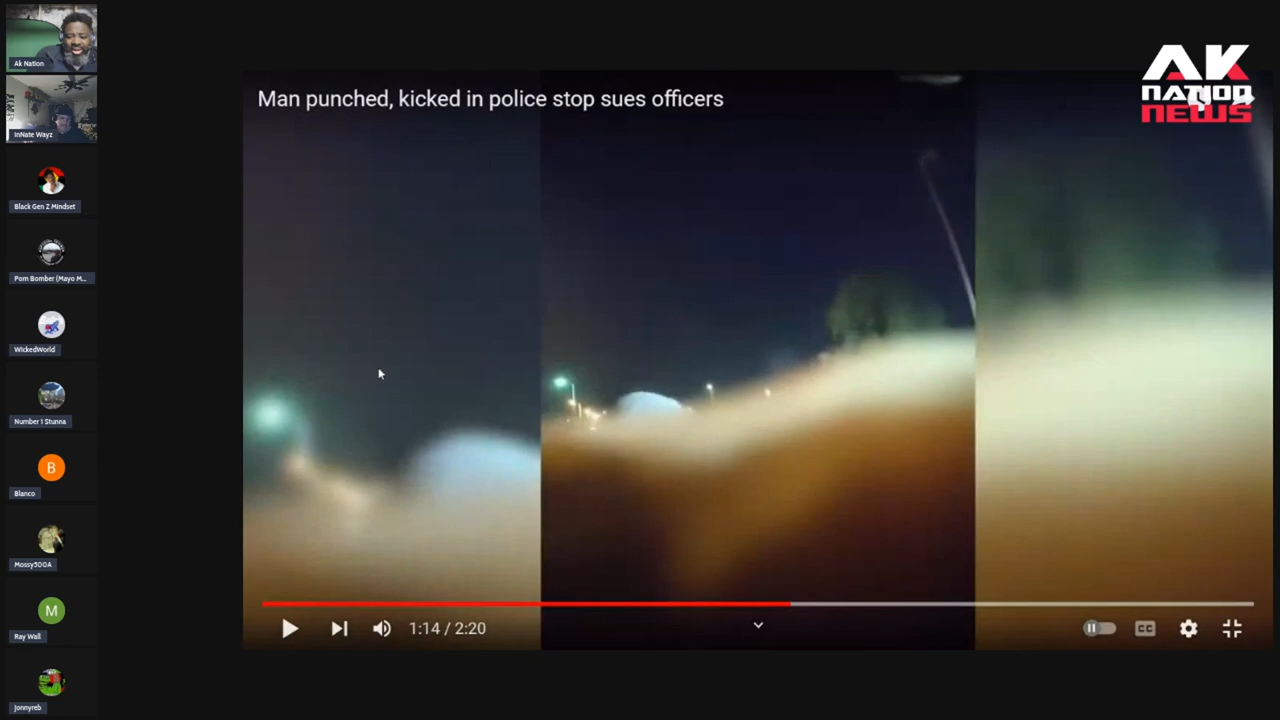 Ak Nation
InNate Wayz
Black Gen Z Mindset
Pom Bomber (Mayo M...
WickedWorld
Number 1 Stunna
B
Blanco
Mossy500A
M
Ray Wall
Jonnyreb
Man punched, kicked in police stop sues officers
AK
NATION
NEWS
1:14 / 2:20
CC